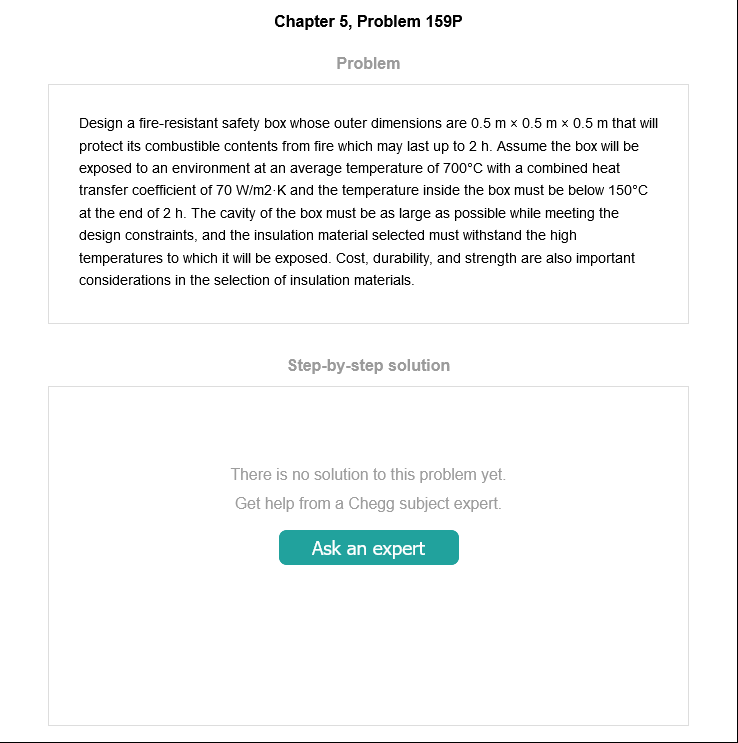 Chapter 5, Problem 159P
Problem
Design a fire-resistant safety box whose outer dimensions are 0.5 m × 0.5 m × 0.5 m that will
protect its combustible contents from fire which may last up to 2 h. Assume the box will be
exposed to an environment at an average temperature of 700°C with a combined heat
transfer coefficient of 70 W/m2·K and the temperature inside the box must be below 150°C
at the end of 2 h. The cavity of the box must be as large as possible while meeting the
design constraints, and the insulation material selected must withstand the high
temperatures to which it will be exposed. Cost, durability, and strength are also important
considerations in the selection of insulation materials.
Step-by-step solution
There is no solution to this problem yet.
Get help from a Chegg subject expert.
Ask an expert